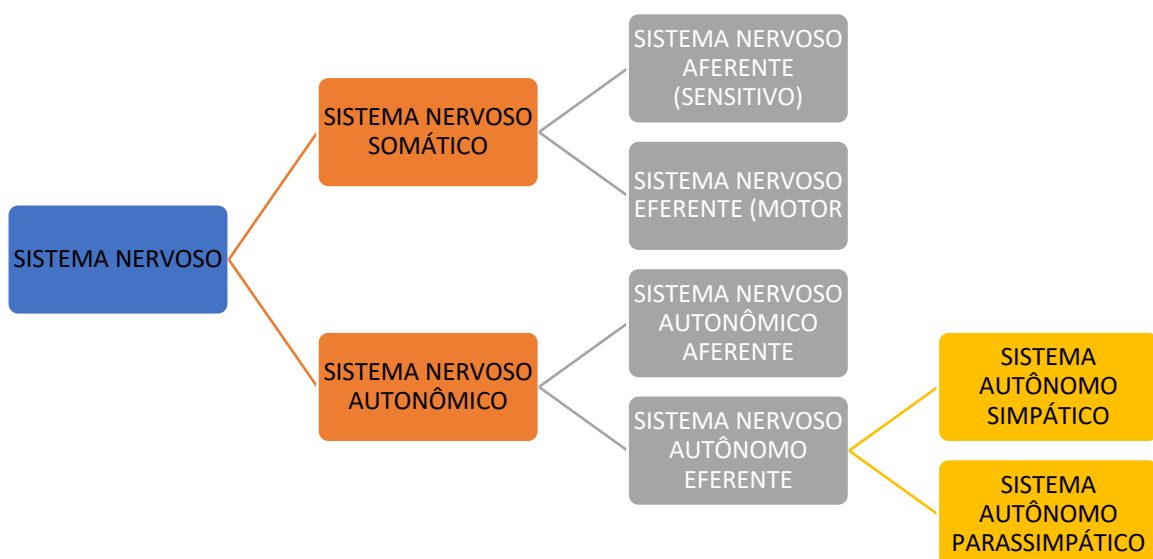 SISTEMA NERVOSO
SISTEMA NERVOSO
SOMÁTICO
SISTEMA NERVOSO
AFERENTE
(SENSITIVO)
SISTEMA NERVOSO
EFERENTE (MOTOR
SISTEMA NERVOSO
AUTONÔMICO
SISTEMA NERVOSO
AUTONÔMICO
AFERENTE
SISTEMA NERVOSO
AUTÔNOMO
EFERENTE
SISTEMA
AUTÔNOMO
SIMPÁTICO
SISTEMA
AUTÔNOMO
PARASSIMPÁTICO